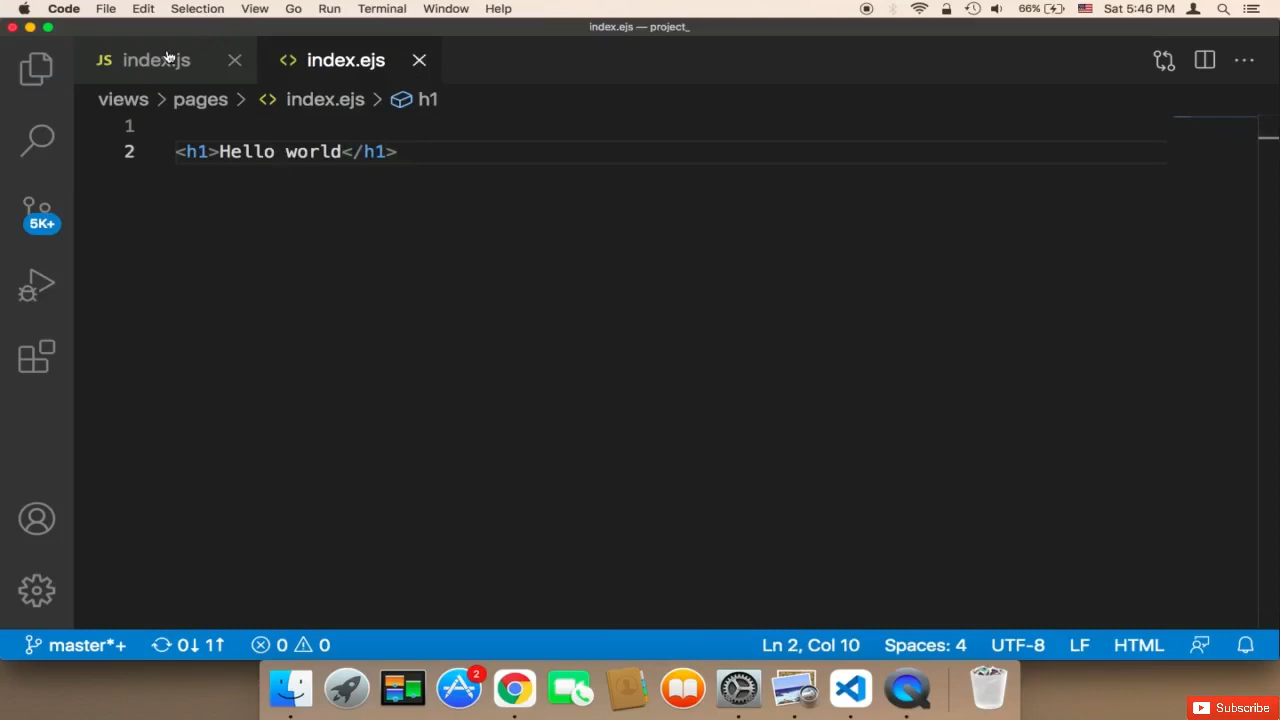 Code File Edit Selection View Go Run Terminal Window Help 66% Sat 5:46 PM
index.ejs — project_
JS index.js <> index.ejs
views > pages > <> index.ejs > h1
1
2 <h1>Hello world</h1>
5K+
master*+ 0↓ 1↑ 0 0 Ln 2, Col 10 Spaces: 4 UTF-8 LF HTML
2
Subscribe